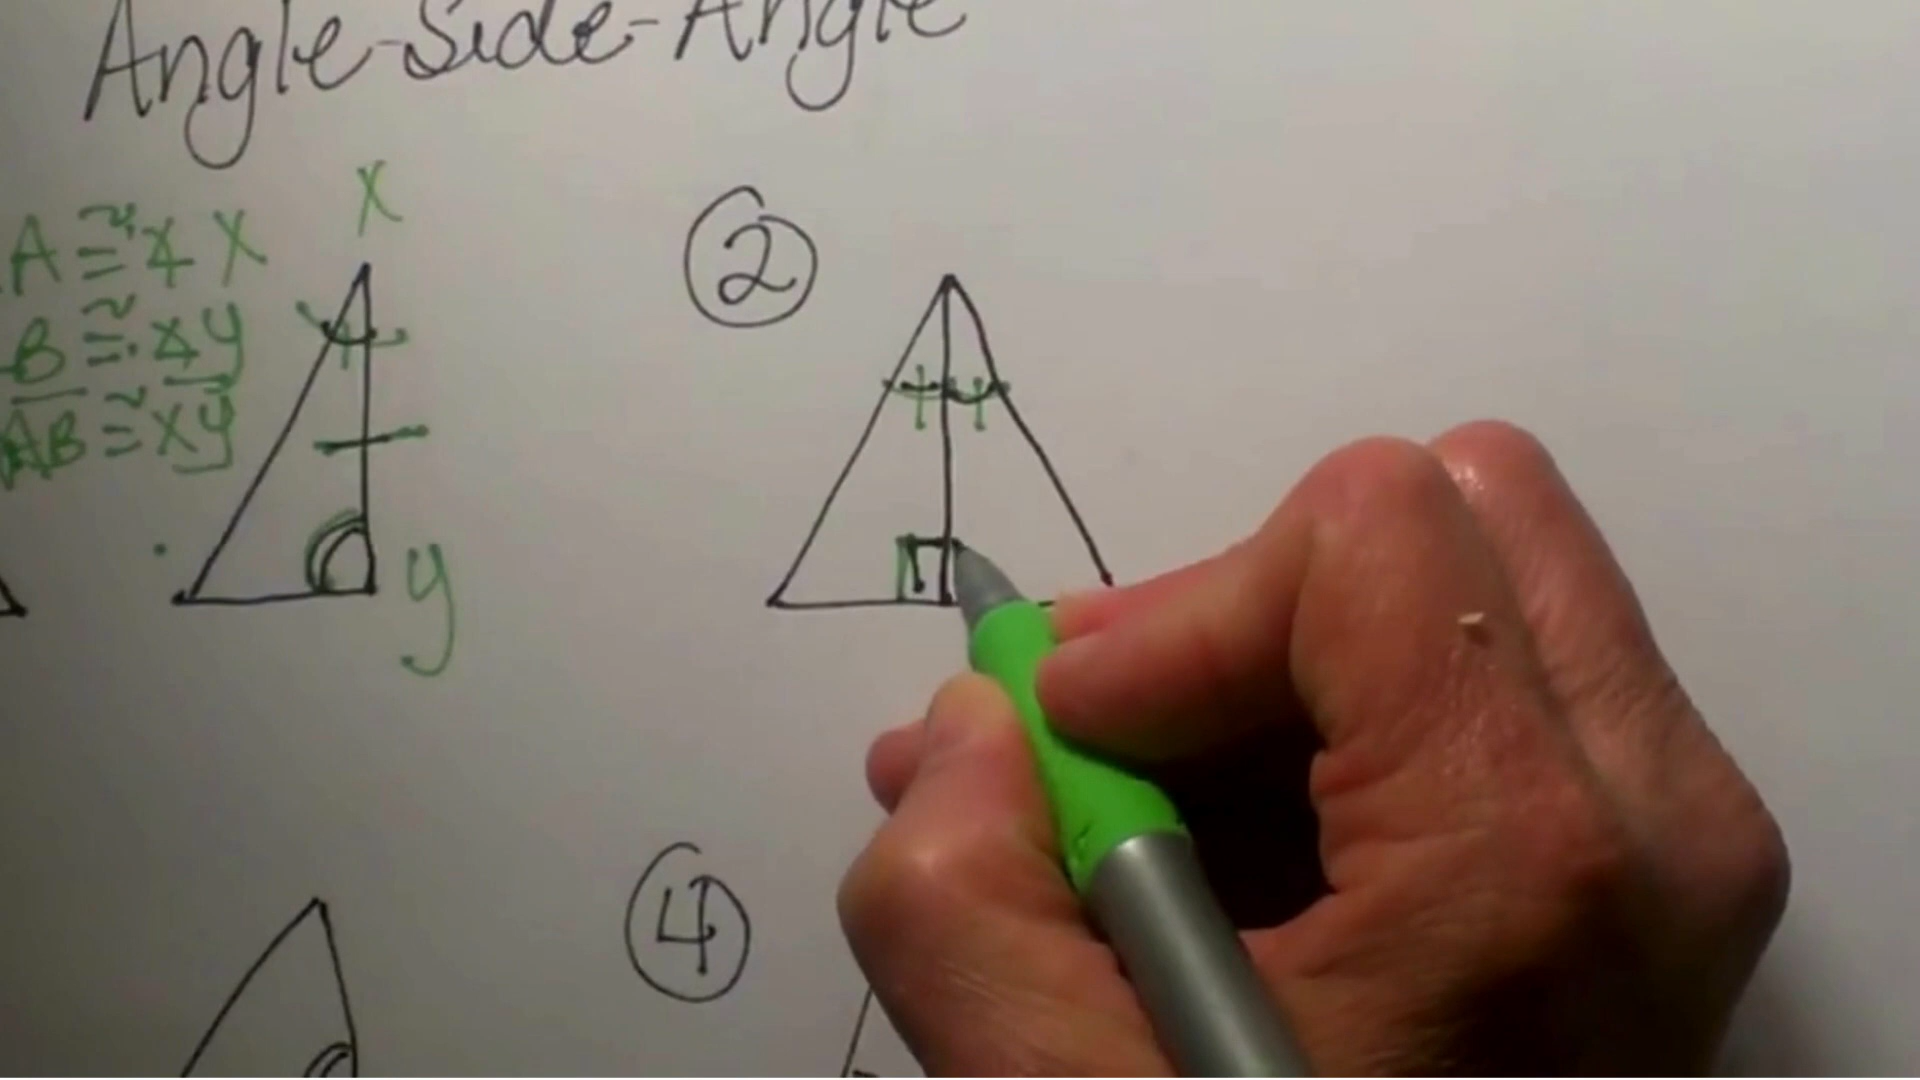 Angle-Side-Angle
X
A ≅ ∡ X
B ≅ ∡ y
AB ≅ xy
y
2
4